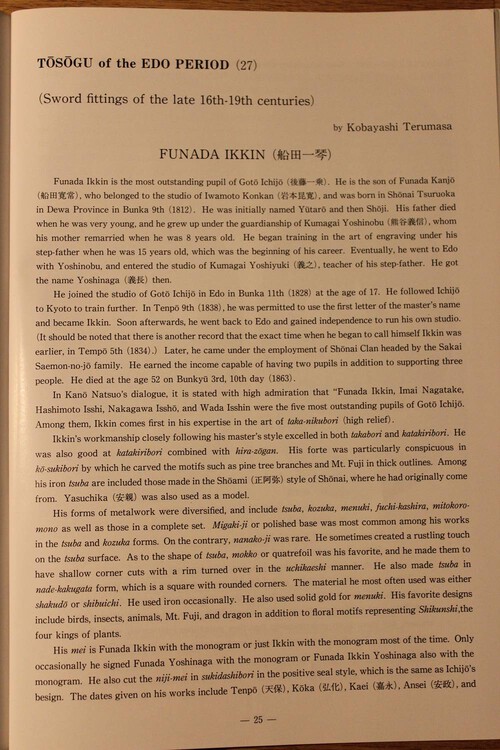 TŌSŌGU of the EDO PERIOD (27)
(Sword fittings of the late 16th-19th centuries)
by Kobayashi Terumasa
FUNADA IKKIN (船田一琴)
Funada Ikkin is the most outstanding pupil of Gotō Ichijō (後藤一乗). He is the son of Funada Kanjō
(船田寛常), who belonged to the studio of Iwamoto Konkan (岩本昆寛), and was born in Shōnai Tsuruoka
in Dewa Province in Bunka 9th (1812). He was initially named Yūtarō and then Shōji. His father died
when he was very young, and he grew up under the guardianship of Kumagai Yoshinobu (熊谷義信), whom
his mother remarried when he was 8 years old. He began training in the art of engraving under his
step-father when he was 15 years old, which was the beginning of his career. Eventually, he went to Edo
with Yoshinobu, and entered the studio of Kumagai Yoshiyuki (義之), teacher of his step-father. He got
the name Yoshinaga (義長) then.
He joined the studio of Gotō Ichijō in Edo in Bunka 11th (1828) at the age of 17. He followed Ichijō
to Kyoto to train further. In Tenpō 9th (1838), he was permitted to use the first letter of the master's name
and became Ikkin. Soon afterwards, he went back to Edo and gained independence to run his own studio.
(It should be noted that there is another record that the exact time when he began to call himself Ikkin was
earlier, in Tempō 5th (1834).) Later, he came under the employment of Shōnai Clan headed by the Sakai
Saemon-no-jō family. He earned the income capable of having two pupils in addition to supporting three
people. He died at the age 52 on Bunkyū 3rd, 10th day (1863).
In Kanō Natsuo's dialogue, it is stated with high admiration that "Funada Ikkin, Imai Nagatake,
Hashimoto Isshi, Nakagawa Isshō, and Wada Isshin were the five most outstanding pupils of Gotō Ichijō.
Among them, Ikkin comes first in his expertise in the art of taka-nikubori (high relief).
Ikkin's workmanship closely following his master's style excelled in both takabori and katakiribori. He
was also good at katakiribori combined with hira-zōgan. His forte was particularly conspicuous in
kō-sukibori by which he carved the motifs such as pine tree branches and Mt. Fuji in thick outlines. Among
his iron tsuba are included those made in the Shōami (正阿弥) style of Shōnai, where he had originally come
from. Yasuchika (安親) was also used as a model.
His forms of metalwork were diversified, and include tsuba, kozuka, menuki, fuchi-kashira, mitokoro-
mono as well as those in a complete set. Migaki-ji or polished base was most common among his works
in the tsuba and kozuka forms. On the contrary, nanako-ji was rare. He sometimes created a rustling touch
on the tsuba surface. As to the shape of tsuba, mokko or quatrefoil was his favorite, and he made them to
have shallow corner cuts with a rim turned over in the uchikaeshi manner. He also made tsuba in
nade-kakugata form, which is a square with rounded corners. The material he most often used was either
shakudō or shibuichi. He used iron occasionally. He also used solid gold for menuki. His favorite designs
include birds, insects, animals, Mt. Fuji, and dragon in addition to floral motifs representing Shikunshi,the
four kings of plants.
His mei is Funada Ikkin with the monogram or just Ikkin with the monogram most of the time. Only
occasionally he signed Funada Yoshinaga with the monogram or Funada Ikkin Yoshinaga also with the
monogram. He also cut the niji-mei in sukidashibori in the positive seal style, which is the same as Ichijō's
besign. The dates given on his works include Tenpō (天保), Kōka (弘化), Kaei (嘉永), Ansei (安政), and
— 25 —